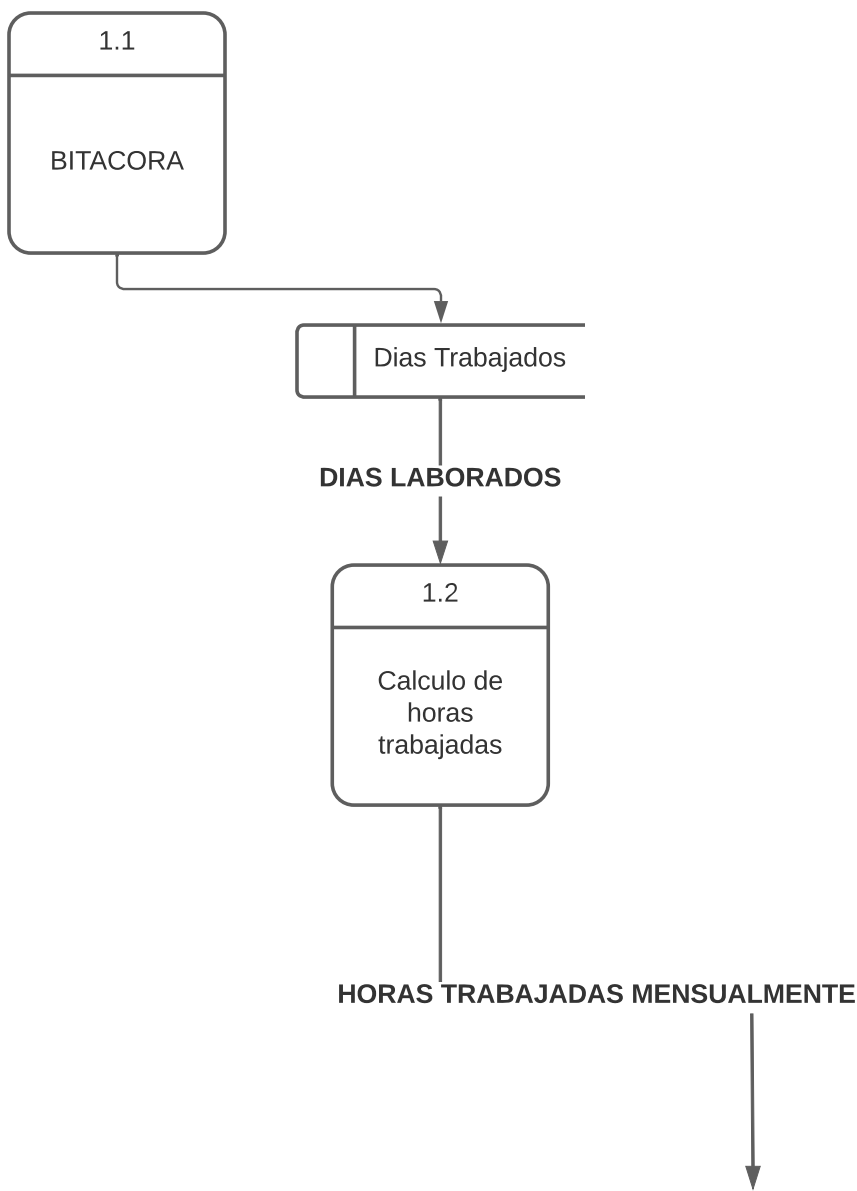 1.1
BITACORA
Dias Trabajados
DIAS LABORADOS
1.2
Calculo de
horas
trabajadas
HORAS TRABAJADAS MENSUALMENTE